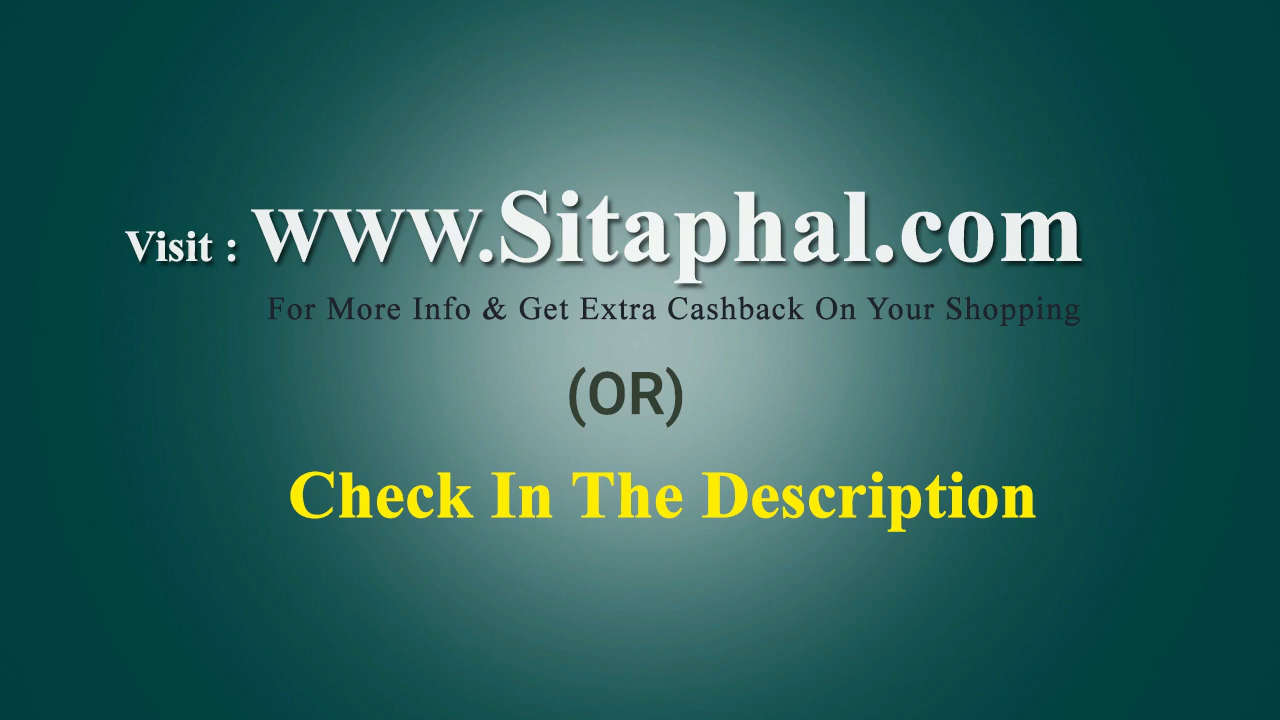 Visit : www.Sitaphal.com
For More Info & Get Extra Cashback On Your Shopping
(OR)
Check In The Description